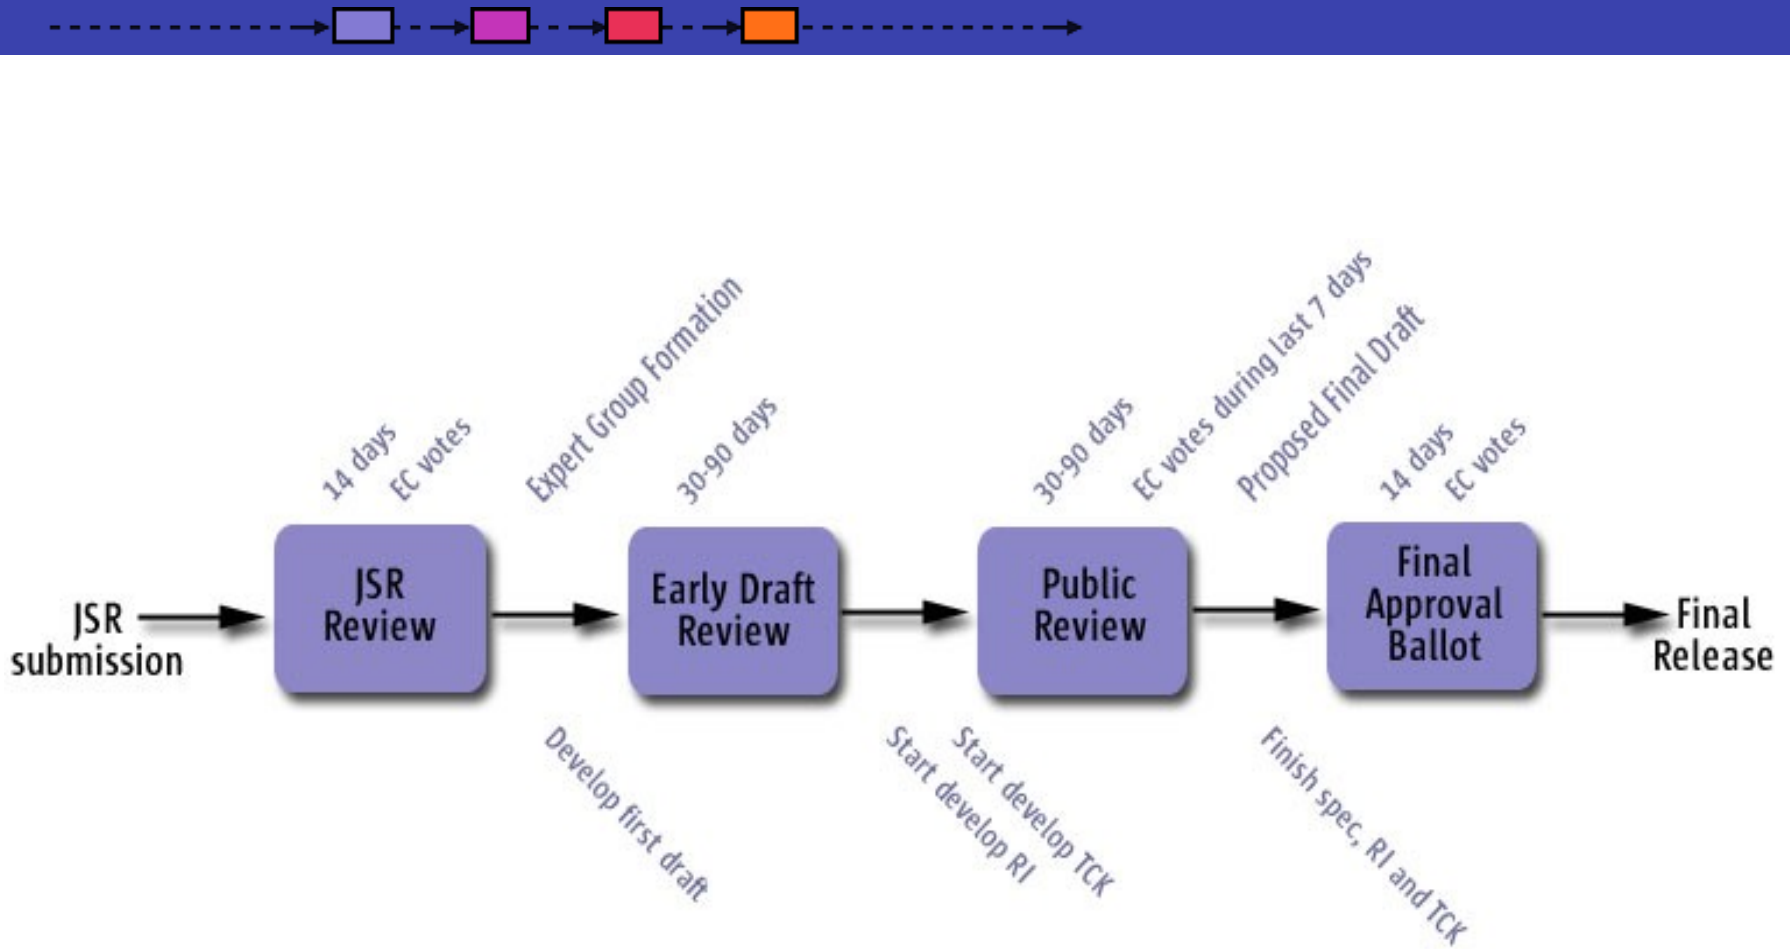 14 days
EC votes
Expert Group Formation
30-90 days
30-90 days
EC votes during last 7 days
Proposed Final Draft
14 days
EC votes
JSR
submission
JSR
Review
Early Draft
Review
Public
Review
Final
Approval
Ballot
Final
Release
Develop first draft
Start develop RI
Start develop TCK
Finish spec, RI and TCK